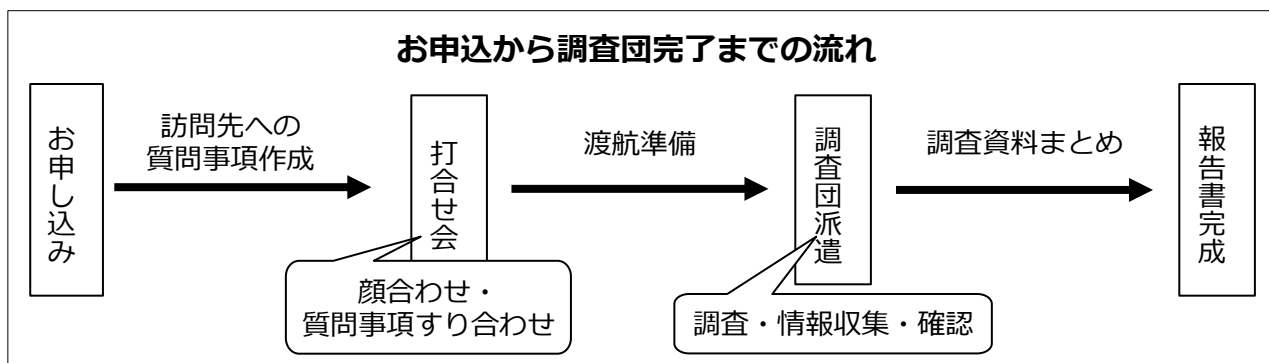 お申込から調査団完了までの流れ
お申し込み
訪問先への
質問事項作成
打合せ会
顔合わせ・
質問事項すり合わせ
渡航準備
調査団派遣
調査・情報収集・確認
調査資料まとめ
報告書完成